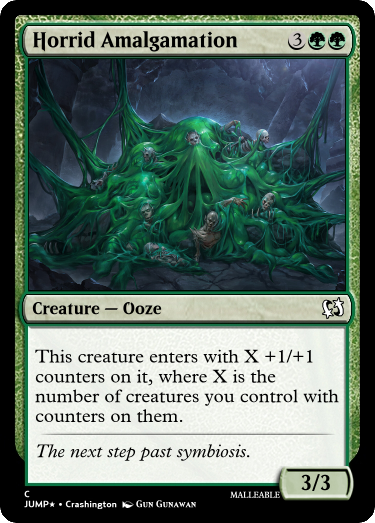 Horrid Amalgamation 3
Creature — Ooze
This creature enters with X +1/+1
counters on it, where X is the
number of creatures you control with
counters on them.
The next step past symbiosis.
3/3
C
JUMP★ • Crashington Gun Gunawan
MALLEABLE